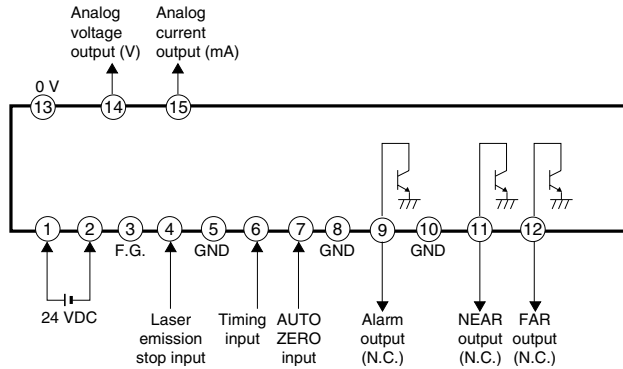 Analog
voltage
output (V)
Analog
current
output (mA)
0 V
13
14
15
1
2
3
4
5
6
7
8
9
10
11
12
F.G.
GND
GND
GND
24 VDC
Laser
emission
stop input
Timing
input
AUTO
ZERO
input
Alarm
output
(N.C.)
NEAR
output
(N.C.)
FAR
output
(N.C.)